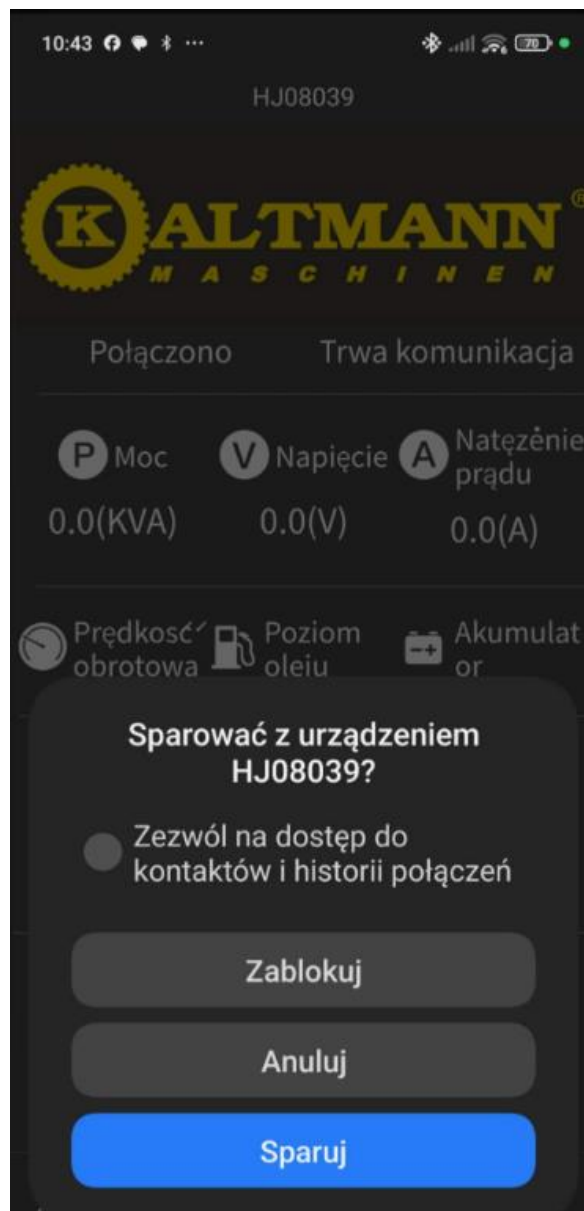 10:43
70
HJ08039
KALTMANN®
MASCHINEN
Połączono Trwa komunikacja
P Moc V Napięcie A Natężenie
prądu
0.0(KVA) 0.0(V) 0.0(A)
Prędkość Poziom Akumulat
obrotowa oleju or
Sparować z urządzeniem
HJ08039?
Zezwól na dostęp do
kontaktów i historii połączeń
Zablokuj
Anuluj
Sparuj